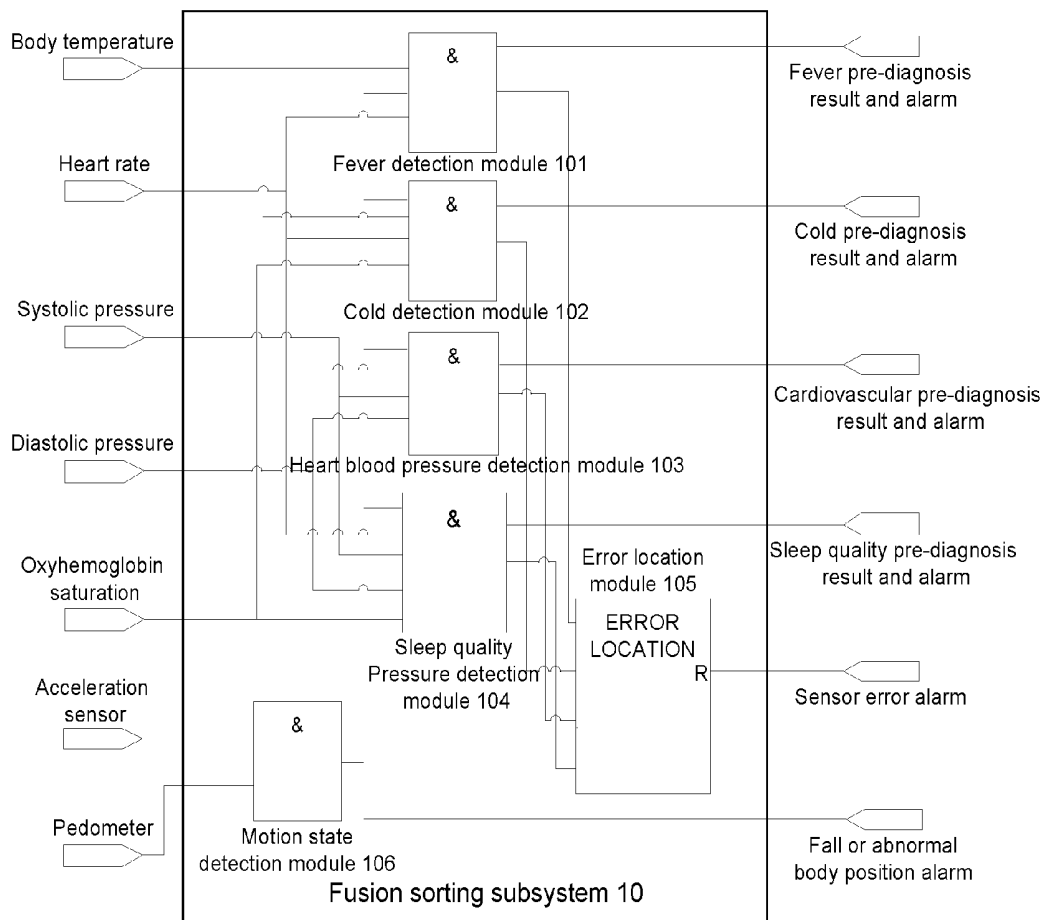 Body temperature
Heart rate
Systolic pressure
Diastolic pressure
Oxyhemoglobin
saturation
Acceleration
sensor
Pedometer
&
Fever detection module 101
&
Cold detection module 102
&
Heart blood pressure detection module 103
&
Sleep quality
Pressure detection
module 104
Error location
module 105
ERROR
LOCATION
R
&
Motion state
detection module 106
Fusion sorting subsystem 10
Fever pre-diagnosis
result and alarm
Cold pre-diagnosis
result and alarm
Cardiovascular pre-diagnosis
result and alarm
Sleep quality pre-diagnosis
result and alarm
Sensor error alarm
Fall or abnormal
body position alarm